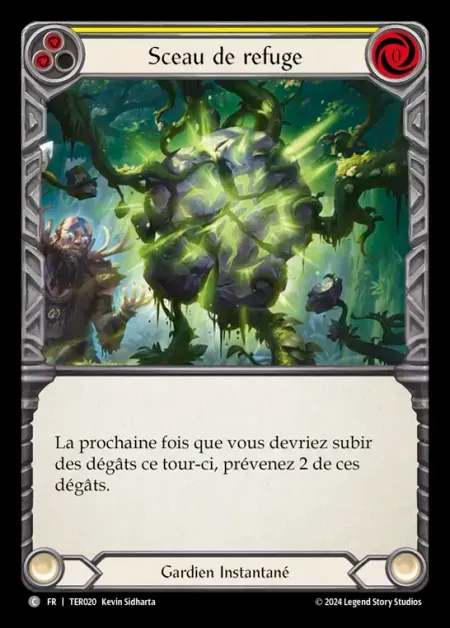 Sceau de refuge
0
La prochaine fois que vous devriez subir
des dégâts ce tour-ci, prévenez 2 de ces
dégâts.
Gardien Instantané
C FR | TER020 Kevin Sidharta
© 2024 Legend Story Studios